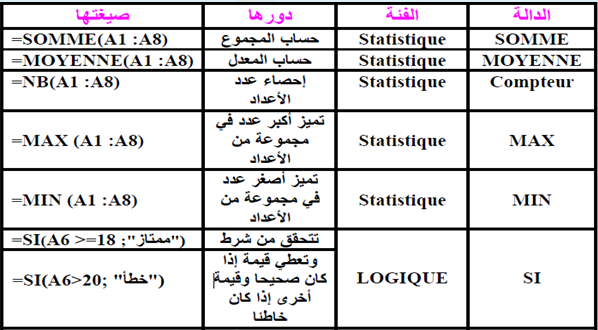 الدالة الفئة دورها صيغتها
SOMME Statistique حساب المجموع =SOMME(A1 :A8)
MOYENNE Statistique حساب المعدل =MOYENNE(A1 :A8)
Compteur Statistique إحصاء عدد =NB(A1 :A8)
الأعداد
MAX Statistique تميز أكبر عدد في =MAX (A1 :A8)
مجموعة من
الأعداد
MIN Statistique تميز أصغر عدد =MIN (A1 :A8)
في مجموعة من
الأعداد
SI LOGIQUE تتحقق من شرط =SI(A6 >=18 ;"ممتاز")
وتعطي قيمة إذا =SI(A6>20; "خطأ")
كان صحيحا وقيمة
أخرى إذا كان
خاطئا